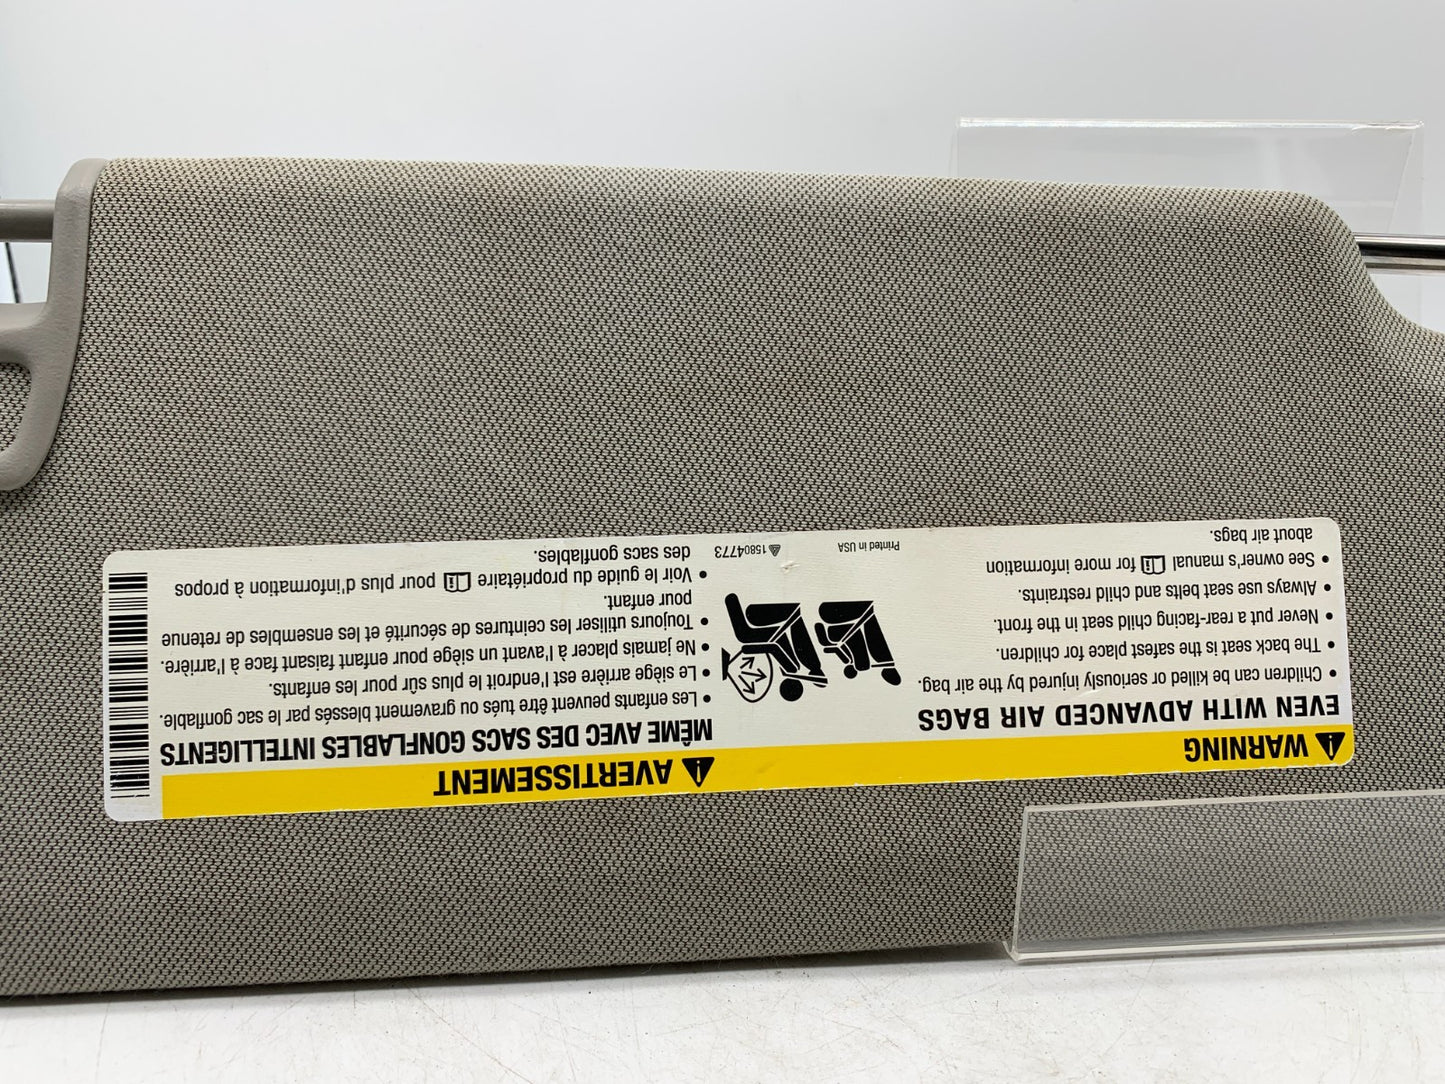 ⚠ WARNING
EVEN WITH ADVANCED AIR BAGS
• Children can be killed or seriously injured by the air bag.
• The back seat is the safest place for children.
• Never put a rear-facing child seat in the front.
• Always use seat belts and child restraints.
• See owner's manual for more information
about air bags.
Printed in USA
15804773
⚠ AVERTISSEMENT
MÊME AVEC DES SACS GONFLABLES INTELLIGENTS
• Les enfants peuvent être tués ou gravement blessés par le sac gonflable.
• Le siège arrière est l'endroit le plus sûr pour les enfants.
• Ne jamais placer à l'avant un siège pour enfant faisant face à l'arrière.
• Toujours utiliser les ceintures de sécurité et les ensembles de retenue
pour enfant.
• Voir le guide du propriétaire pour plus d'information à propos
des sacs gonflables.